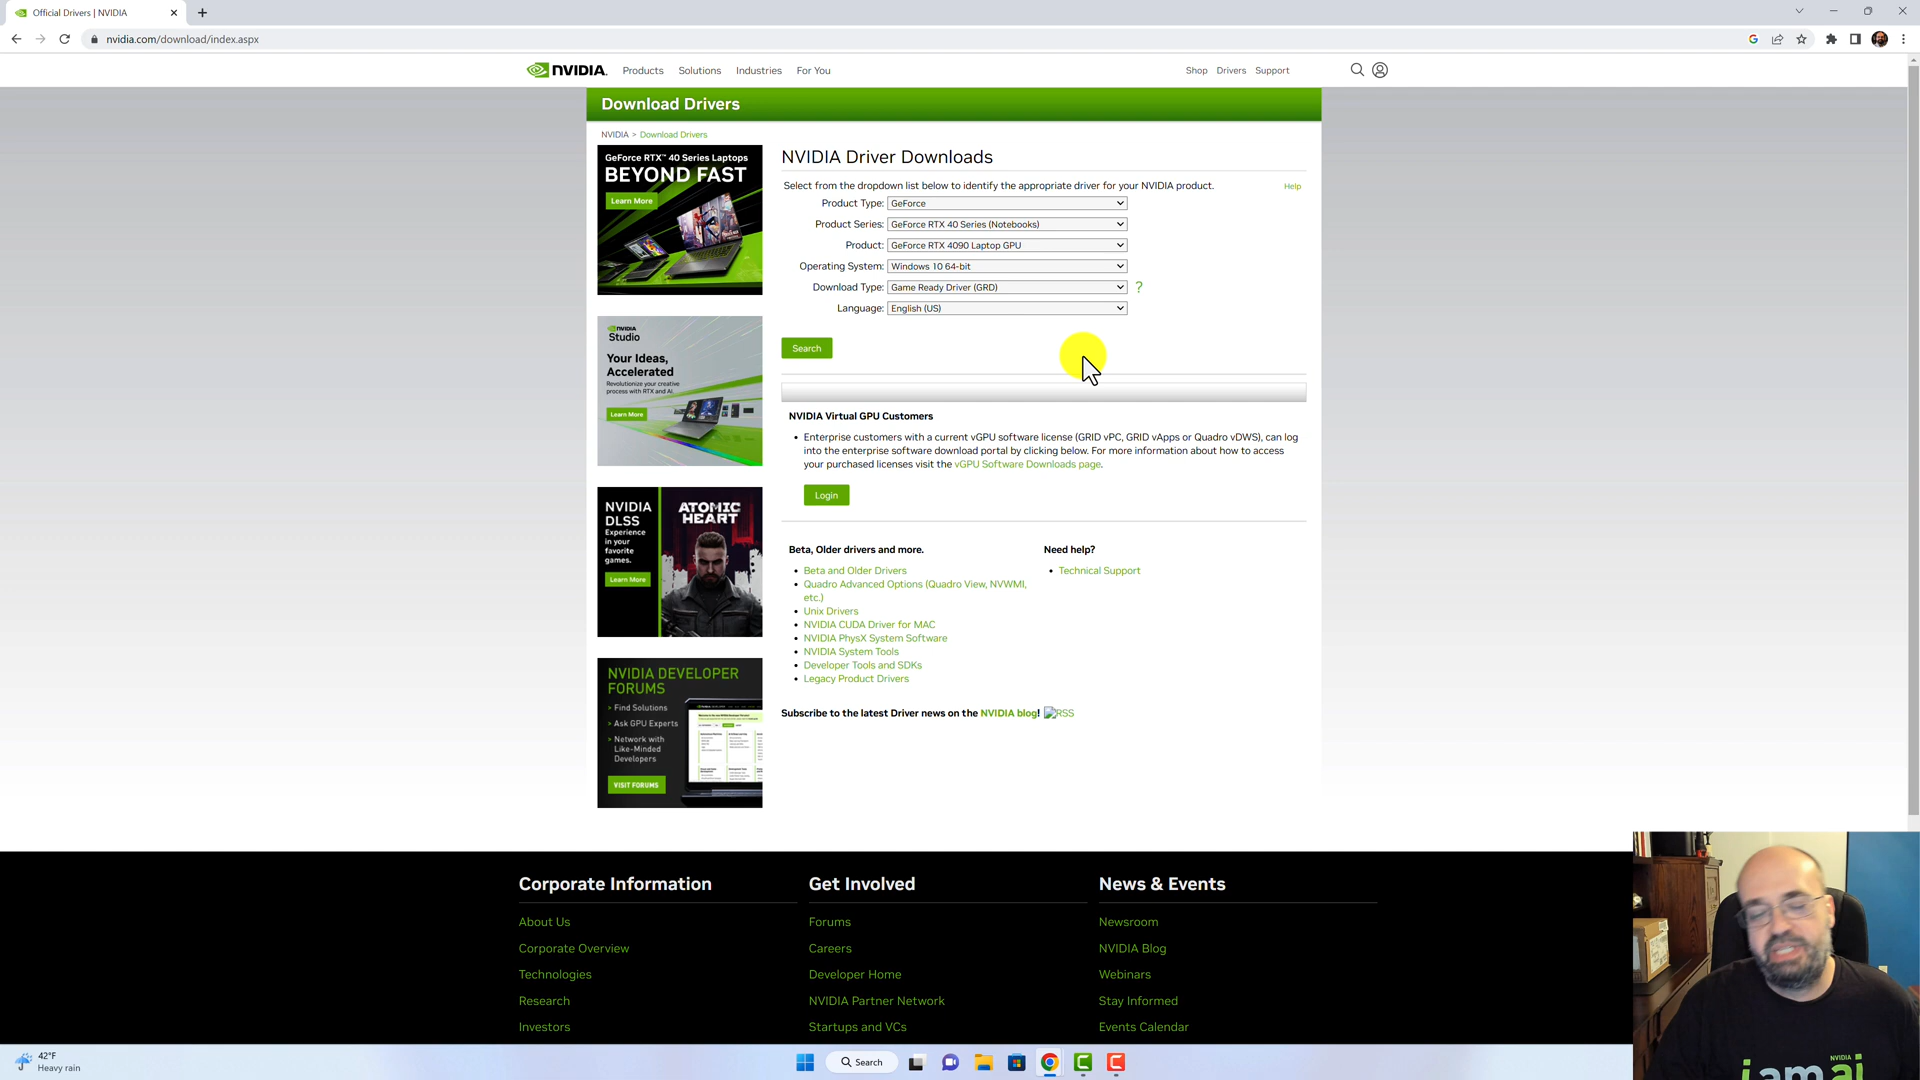 Official Drivers | NVIDIA
nvidia.com/download/index.aspx
NVIDIA. Products Solutions Industries For You Shop Drivers Support
Download Drivers
NVIDIA > Download Drivers
GeForce RTX™ 40 Series Laptops
BEYOND FAST
Learn More
NVIDIA Driver Downloads
Select from the dropdown list below to identify the appropriate driver for your NVIDIA product. Help
Product Type: GeForce
Product Series: GeForce RTX 40 Series (Notebooks)
Product: GeForce RTX 4090 Laptop GPU
Operating System: Windows 10 64-bit
Download Type: Game Ready Driver (GRD) ?
Language: English (US)
Search
NVIDIA
Studio
Your Ideas,
Accelerated
Revolutionize your creative
process with RTX and AI.
Learn More
NVIDIA Virtual GPU Customers
• Enterprise customers with a current vGPU software license (GRID vPC, GRID vApps or Quadro vDWS), can log
into the enterprise software download portal by clicking below. For more information about how to access
your purchased licenses visit the vGPU Software Downloads page.
Login
NVIDIA
DLSS
Experience
in your
favorite
games.
Learn More
ATOMIC
HEART
Beta, Older drivers and more.
• Beta and Older Drivers
• Quadro Advanced Options (Quadro View, NVWMI,
etc.)
• Unix Drivers
• NVIDIA CUDA Driver for MAC
• NVIDIA PhysX System Software
• NVIDIA System Tools
• Developer Tools and SDKs
• Legacy Product Drivers
Need help?
• Technical Support
NVIDIA DEVELOPER
FORUMS
> Find Solutions
> Ask GPU Experts
> Network with
Like-Minded
Developers
VISIT FORUMS
Subscribe to the latest Driver news on the NVIDIA blog! RSS
Corporate Information
About Us
Corporate Overview
Technologies
Research
Investors
Get Involved
Forums
Careers
Developer Home
NVIDIA Partner Network
Startups and VCs
News & Events
Newsroom
NVIDIA Blog
Webinars
Stay Informed
Events Calendar
NVIDIA
i am ai
42°F
Heavy rain
Search